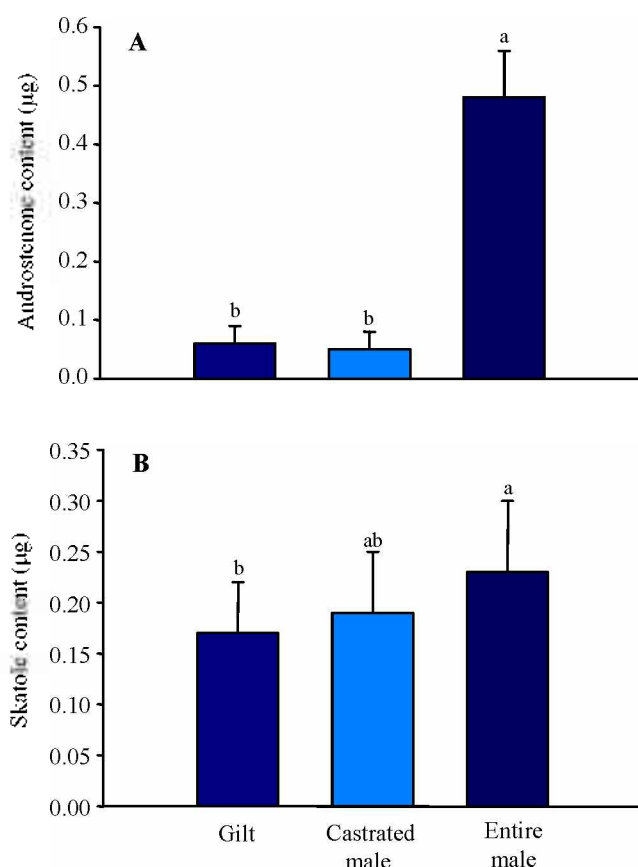 A
Androstenone content (µg)
0.6
0.5
0.4
0.3
0.2
0.1
0.0
b
b
a
B
Skatole content (µg)
0.35
0.30
0.25
0.20
0.15
0.10
0.05
0.00
b
ab
a
Gilt
Castrated
male
Entire
male